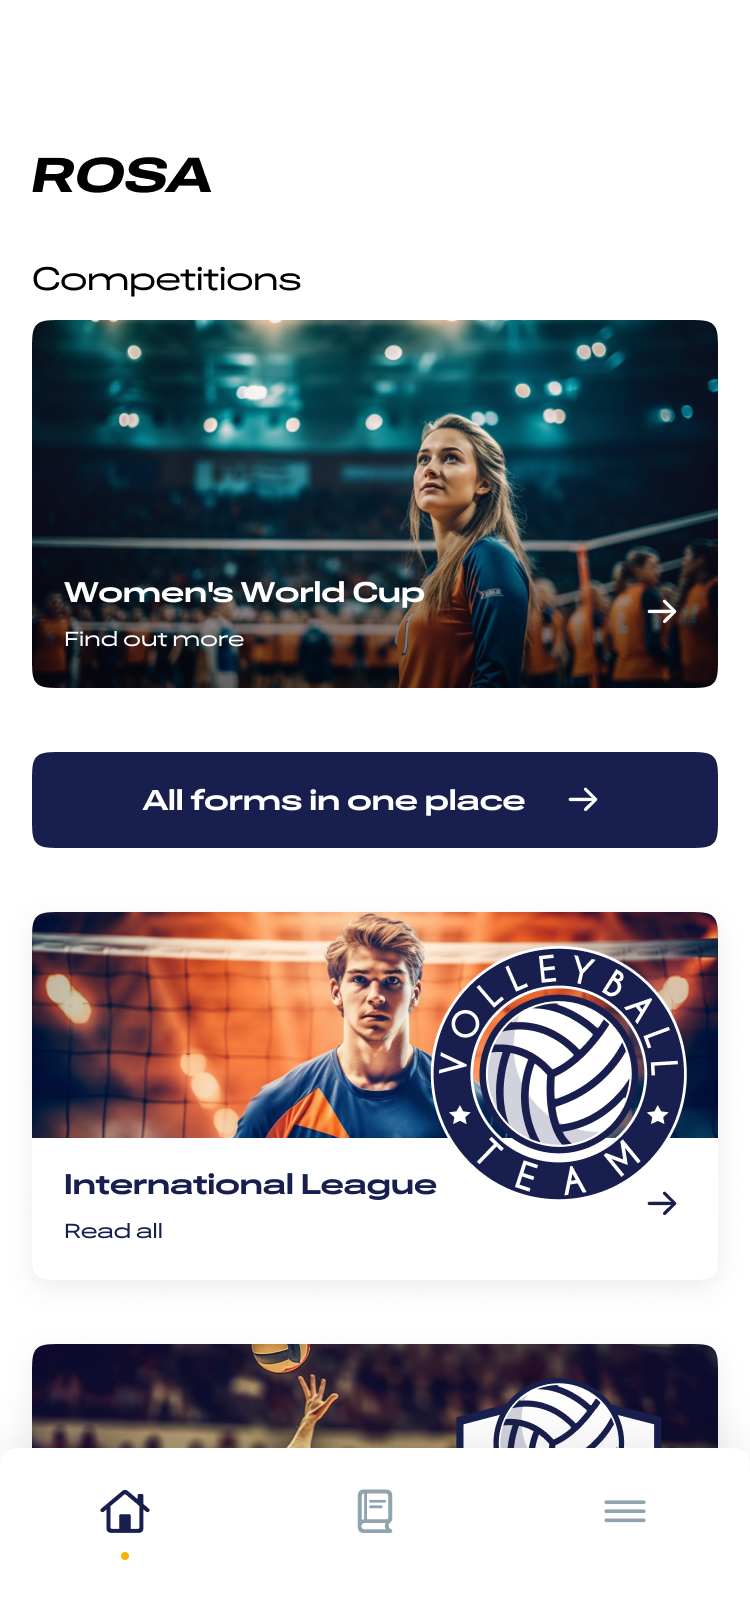 ROSA
Competitions
Women's World Cup
Find out more
All forms in one place
VOLLEYBALL
TEAM
International League
Read all